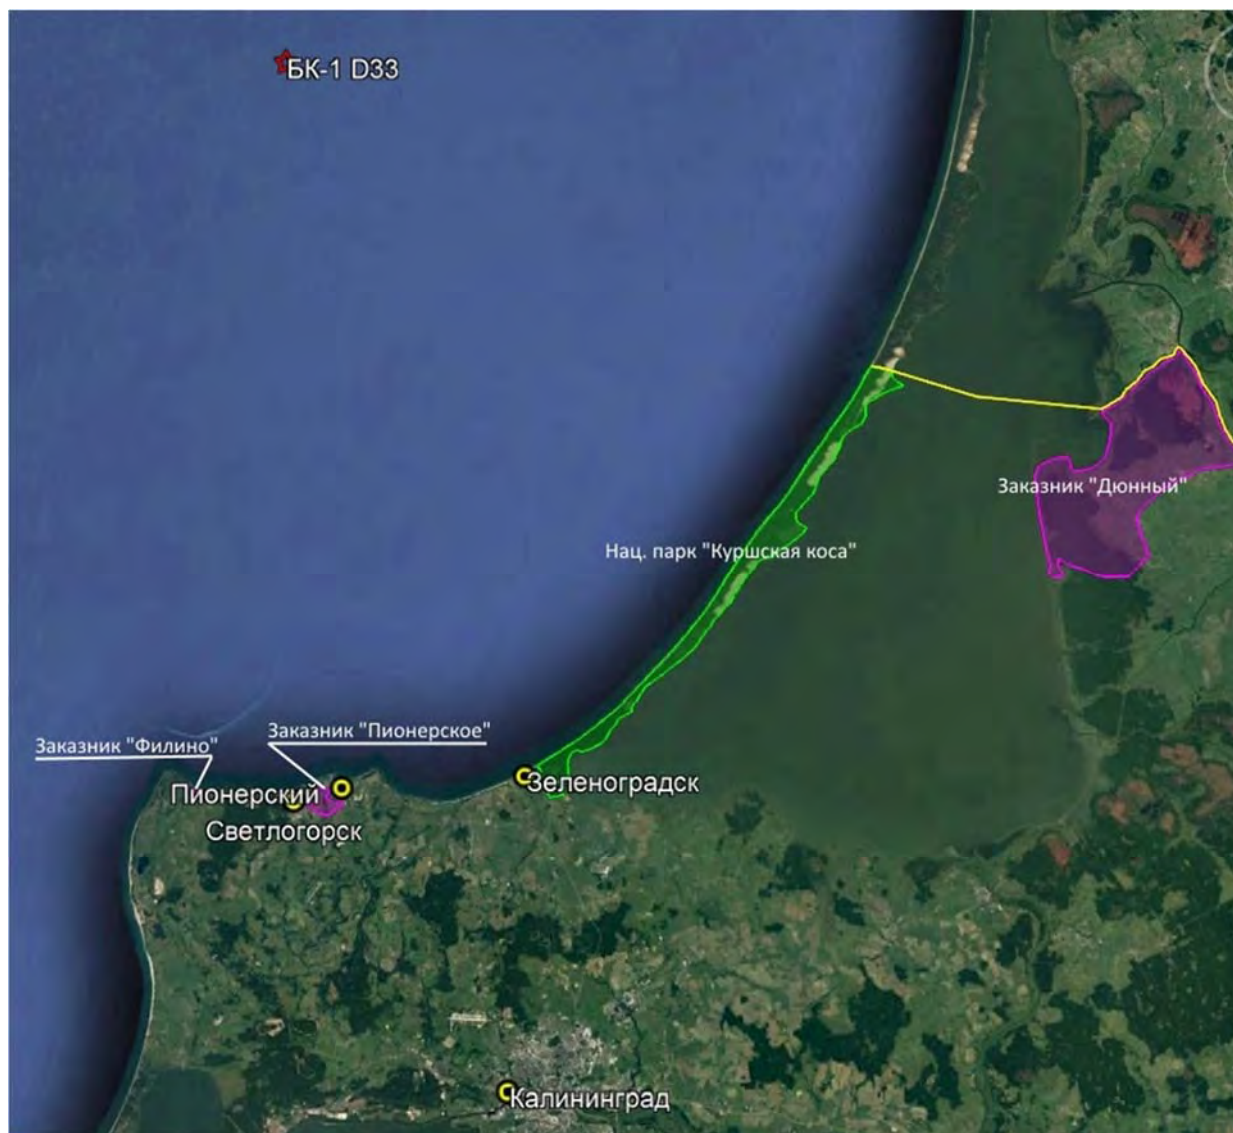 БК-1 D33
Заказник "Дюнный"
Нац. парк "Куршская коса"
Заказник "Пионерское"
Заказник "Филино"
Зеленоградск
Пионерский
Светлогорск
Калининград